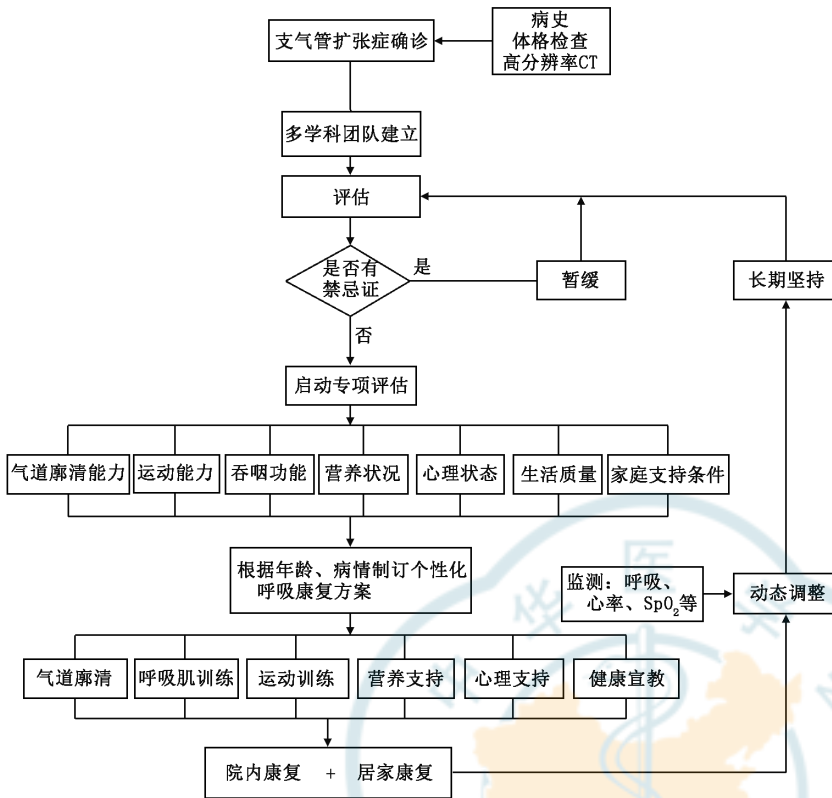 支气管扩张症确诊
病史
体格检查
高分辨率CT
多学科团队建立
评估
是否有
禁忌证
是
暂缓
长期坚持
否
启动专项评估
气道廓清能力
运动能力
吞咽功能
营养状况
心理状态
生活质量
家庭支持条件
根据年龄、病情制订个性化
呼吸康复方案
监测：呼吸、
心率、SpO₂等
动态调整
气道廓清
呼吸肌训练
运动训练
营养支持
心理支持
健康宣教
院内康复 + 居家康复
中华医学